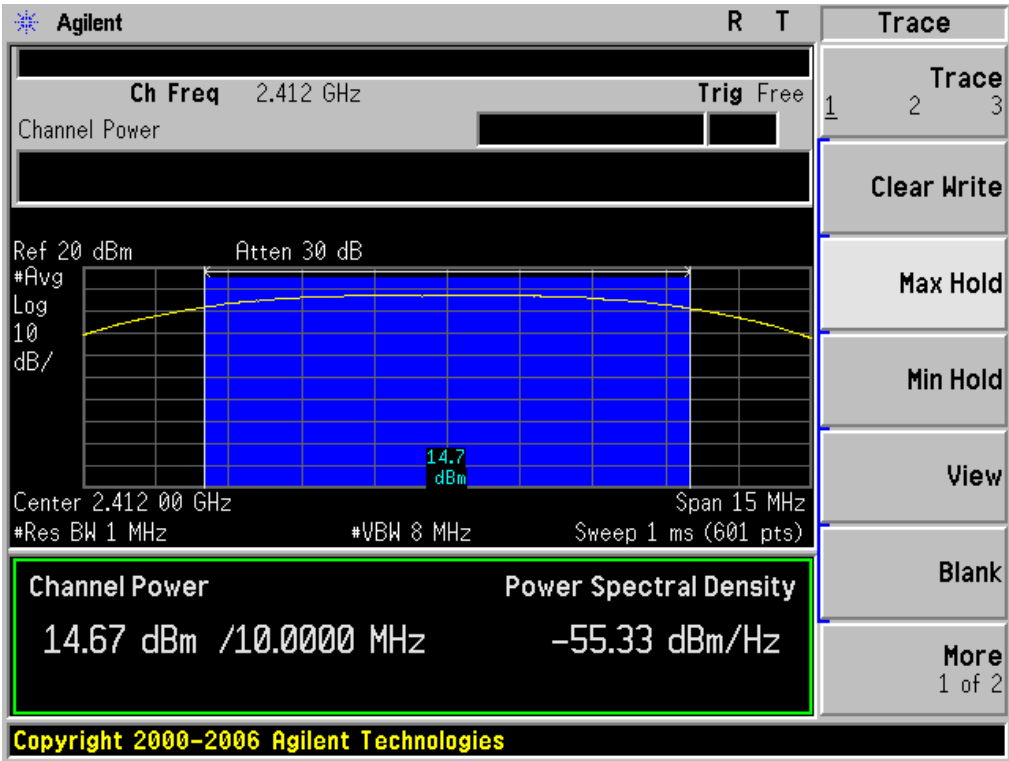 Agilent R T Trace
Ch Freq 2.412 GHz Trig Free
Channel Power
Trace
1 2 3
Clear Write
Max Hold
Min Hold
View
Blank
More
1 of 2
Ref 20 dBm Atten 30 dB
#Avg
Log
10
dB/
14.7
dBm
Center 2.412 00 GHz Span 15 MHz
#Res BW 1 MHz #VBW 8 MHz Sweep 1 ms (601 pts)
Channel Power Power Spectral Density
14.67 dBm /10.0000 MHz -55.33 dBm/Hz
Copyright 2000-2006 Agilent Technologies